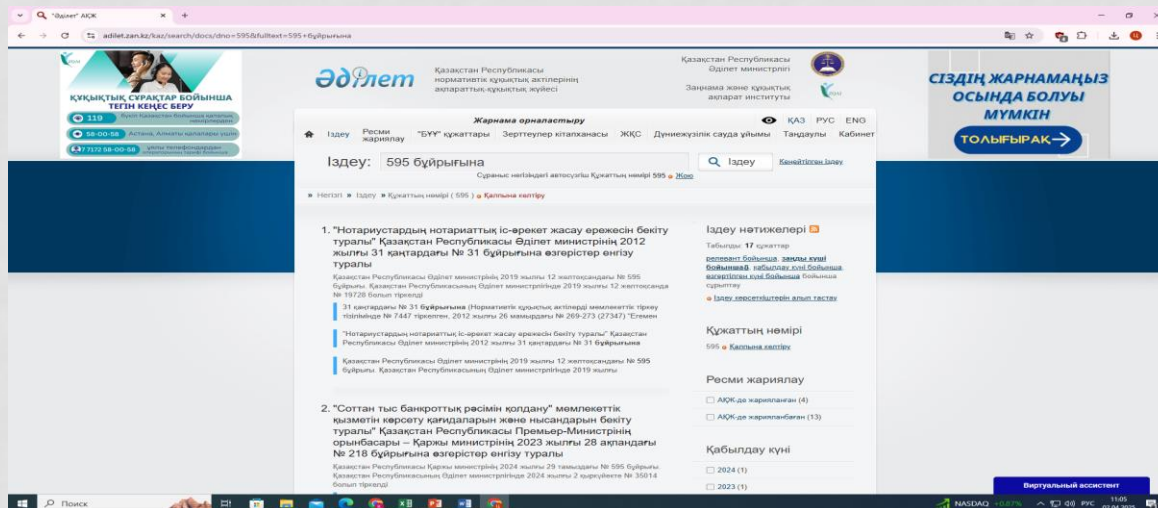 "Әділет" АҚЖ
adilet.zan.kz/kaz/search/docs/dno=595&fulltext=595+бұйрығына
ҚҰҚЫҚТЫҚ СҰРАҚТАР БОЙЫНША
ТЕГІН КЕҢЕС БЕРУ
119
58-00-58 Астана, Алматы қалалары үшін
8 7172 58-00-58
Әділет
Қазақстан Республикасы
нормативтік құқықтық актілерінің
ақпараттық-құқықтық жүйесі
Қазақстан Республикасы
Әділет министрлігі
Заңнама және құқықтық
ақпарат институты
СІЗДІҢ ЖАРНАМАҢЫЗ
ОСЫНДА БОЛУЫ
МҮМКІН
ТОЛЫҒЫРАҚ
Жарнама орналастыру
ҚАЗ РУС ENG
Іздеу Ресми жариялау "БҰҰ" құжаттары Зерттеулер кітапханасы ЖҚС Дүниежүзілік сауда ұйымы Таңдаулы Кабинет
Іздеу: 595 бұйрығына Іздеу Кеңейтілген іздеу
Сұраныс негізіндегі автосүзгіш Құжаттың нөмірі 595 Жою
» Негізгі » Іздеу » Құжаттың нөмірі ( 595 ) Қалпына келтіру
1. "Нотариустардың нотариаттық іс-әрекет жасау ережесін бекіту
туралы" Қазақстан Республикасы Әділет министрінің 2012
жылғы 31 қаңтардағы № 31 бұйрығына өзгерістер енгізу
туралы
Қазақстан Республикасы Әділет министрінің 2019 жылғы 12 желтоқсандағы № 595
бұйрығы. Қазақстан Республикасының Әділет министрлігінде 2019 жылғы 12 желтоқсанда
№ 19728 болып тіркелді
31 қаңтардағы № 31 бұйрығына (Нормативтік құқықтық актілерді мемлекеттік тіркеу
тізілімінде № 7447 тіркелген, 2012 жылғы 26 мамырдағы № 269-273 (27347) "Егемен
"Нотариустардың нотариаттық іс-әрекет жасау ережесін бекіту туралы" Қазақстан
Республикасы Әділет министрінің 2012 жылғы 31 қаңтардағы № 31 бұйрығына
Қазақстан Республикасы Әділет министрінің 2019 жылғы 12 желтоқсандағы № 595
бұйрығы. Қазақстан Республикасының Әділет министрлігінде 2019 жылғы
2. "Соттан тыс банкроттық рәсімін қолдану" мемлекеттік
қызметін көрсету қағидаларын және нысандарын бекіту
туралы" Қазақстан Республикасы Премьер-Министрінің
орынбасары – Қаржы министрінің 2023 жылғы 28 ақпандағы
№ 218 бұйрығына өзгерістер енгізу туралы
Қазақстан Республикасы Қаржы министрінің 2024 жылғы 29 тамыздағы № 595 бұйрығы.
Қазақстан Республикасының Әділет министрлігінде 2024 жылғы 2 қыркүйекте № 35014
болып тіркелді
Іздеу нәтижелері
Табылды: 17 құжаттар
релевант бойынша, заңды күші
бойынша, қабылдау күні бойынша,
өзгертілген күні бойынша бойынша
сұрыптау
Іздеу көрсеткіштерін алып тастау
Құжаттың нөмірі
595 Қалпына келтіру
Ресми жариялау
АҚЖ-де жарияланған (4)
АҚЖ-де жарияланбаған (13)
Қабылдау күні
2024 (1)
2023 (1)
Виртуальный ассистент
Поиск
NASDAQ +0,87% РУС 11:05
02.04.2025